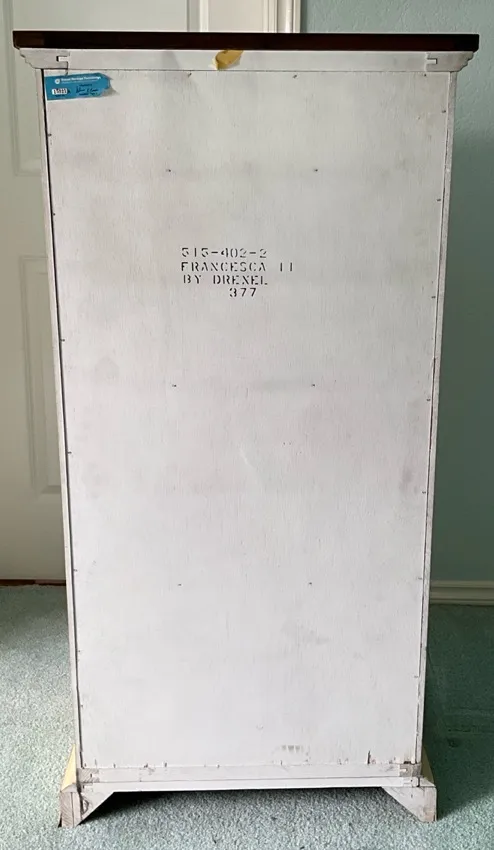 515-402-2
FRANCESCA II
BY DREXEL
377